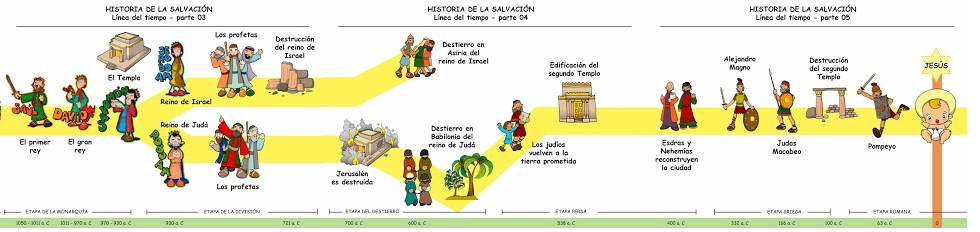 HISTORIA DE LA SALVACIÓN
Línea del tiempo - parte 03
Los profetas
Destrucción
del reino de
Israel
El Templo
Reino de Israel
Reino de Judá
El primer
rey
El gran
rey
Los profetas
ETAPA DE LA MONARQUÍA
ETAPA DE LA DIVISIÓN
1050 - 1011 a. C
1011 - 970 a. C
970 - 930 a. C
930 a. C
721 a. C
HISTORIA DE LA SALVACIÓN
Línea del tiempo - parte 04
Destierro en
Asiria del
reino de Israel
Edificación del
segundo Templo
Destierro en
Babilonia del
reino de Judá
Jerusalén
es destruida
Los judíos
vuelven a la
tierra prometida
ETAPA DEL DESTIERRO
ETAPA PERSA
700 a. C
600 a. C
538 a. C
HISTORIA DE LA SALVACIÓN
Línea del tiempo - parte 05
Alejandro
Magno
Destrucción
del segundo
Templo
JESÚS
Esdras y
Nehemías
reconstruyen
la ciudad
Judas
Macabeo
Pompeyo
ETAPA GRIEGA
ETAPA ROMANA
400 a. C
332 a. C
166 a. C
100 a. C
63 a. C
0